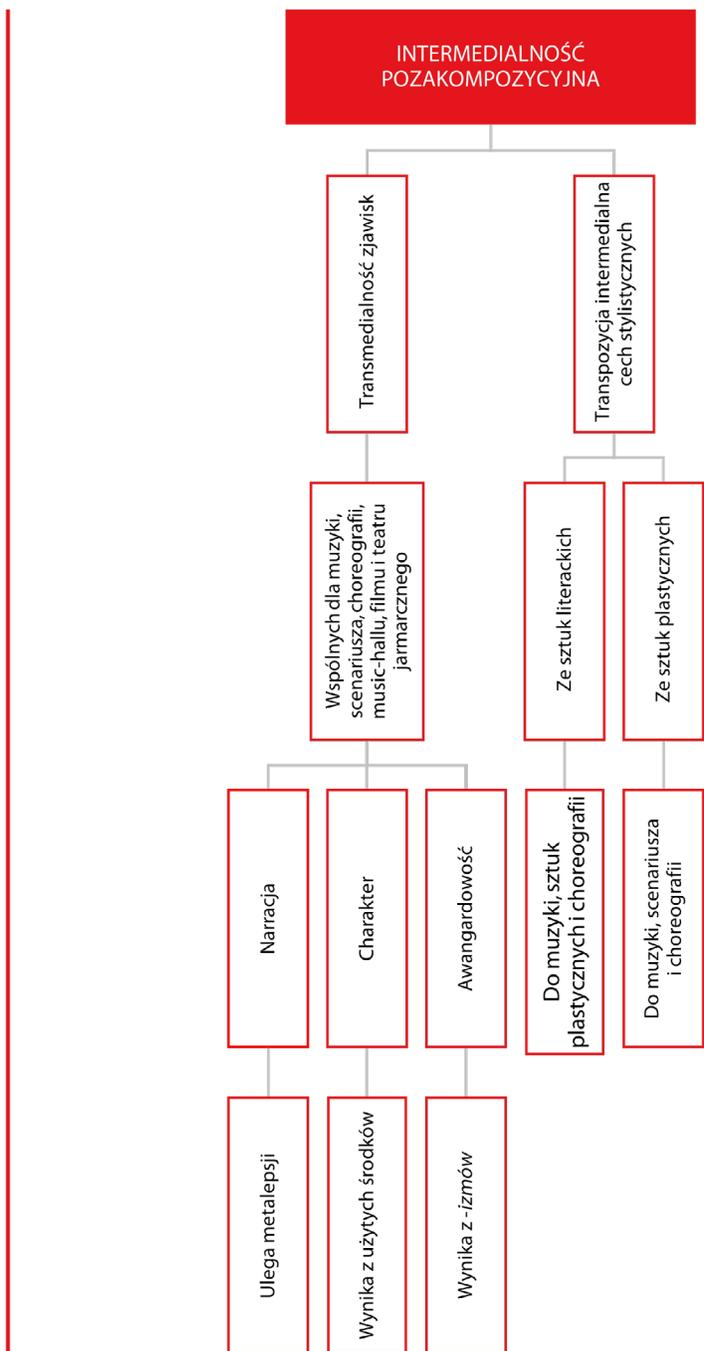 INTERMEDIALNOŚĆ
POZAKOMPOZYCYJNA
Transmedialność zjawisk
Transpozycja intermedialna
cech stylistycznych
Wspólnych dla muzyki,
scenariusza, choreografii,
music-hallu, filmu i teatru
jarmarcznego
Ze sztuk literackich
Ze sztuk plastycznych
Narracja
Charakter
Awangardowość
Do muzyki, sztuk
plastycznych i choreografii
Do muzyki, scenariusza
i choreografii
Ulega metalepsji
Wynika z użytych środków
Wynika z -izmów